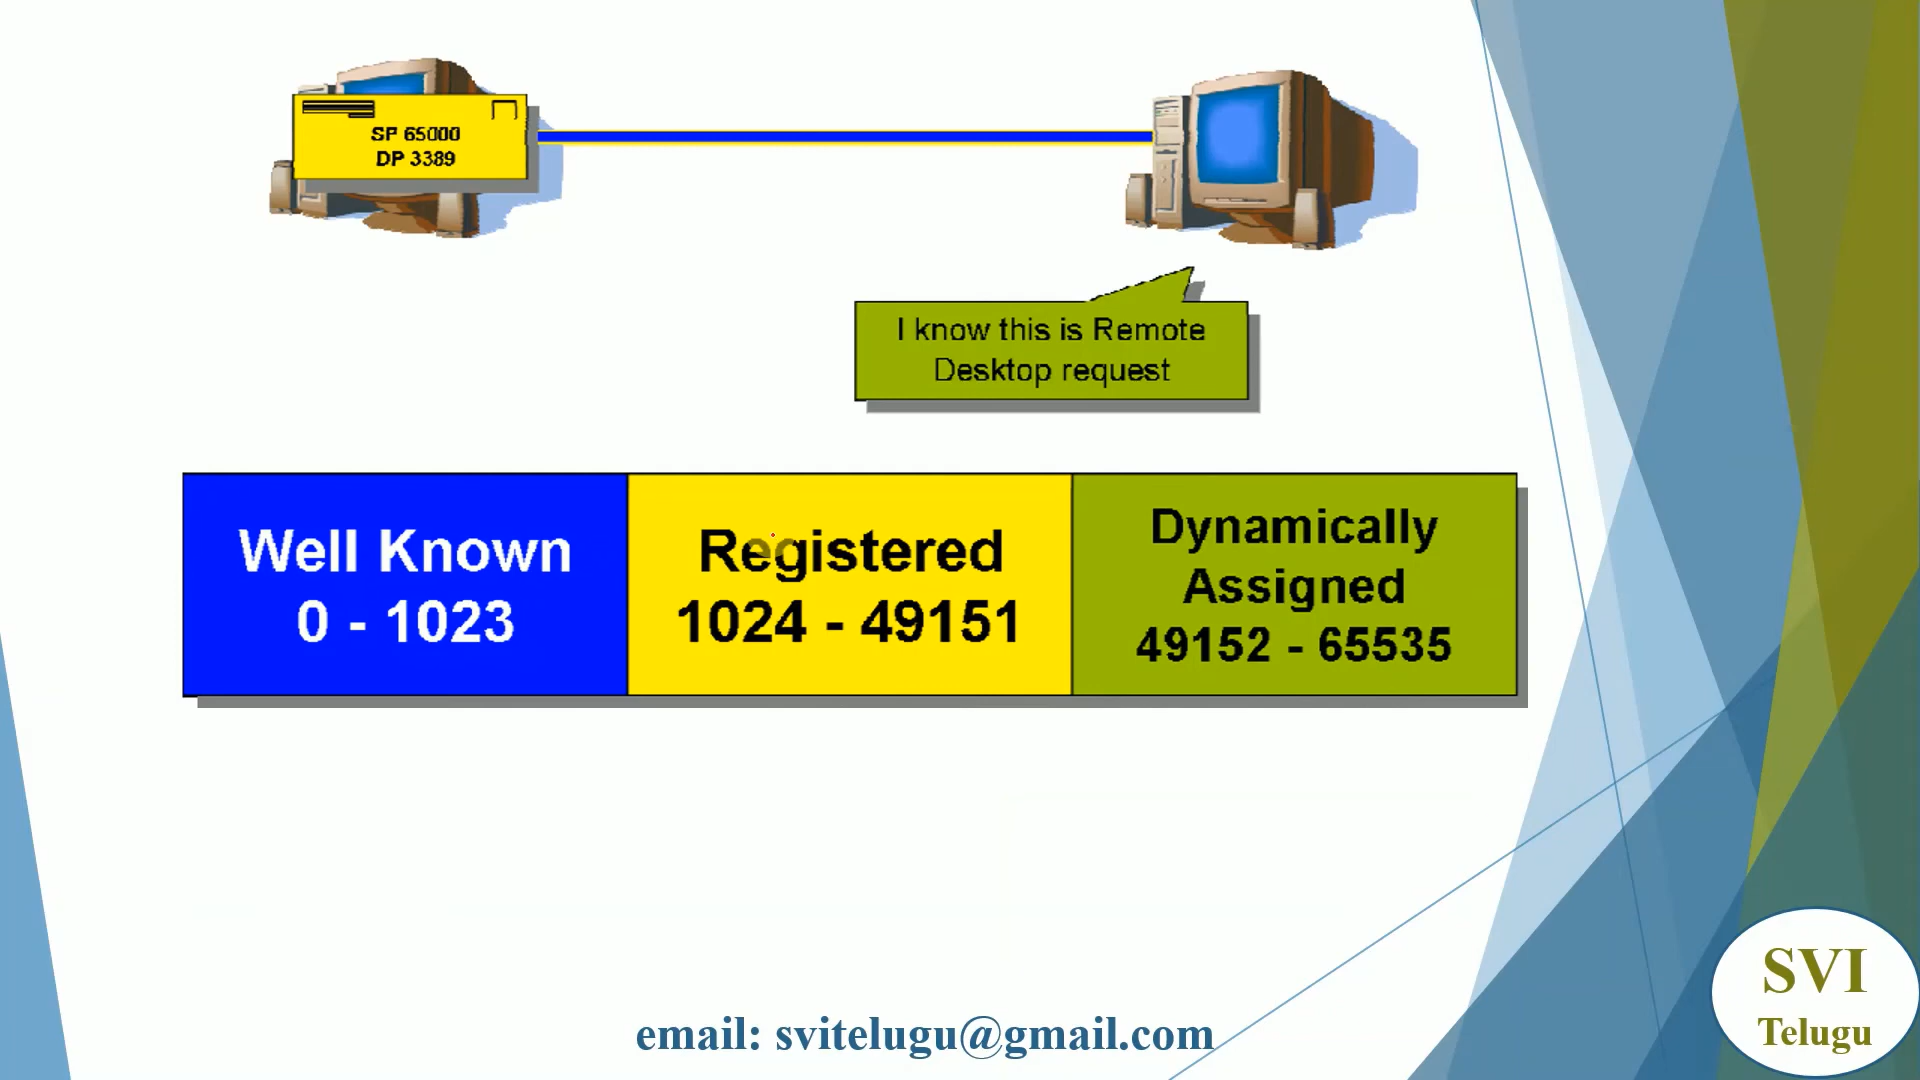 SP 65000
DP 3389
I know this is Remote
Desktop request
Well Known
0 - 1023
Registered
1024 - 49151
Dynamically
Assigned
49152 - 65535
email: svitelugu@gmail.com
SVI
Telugu